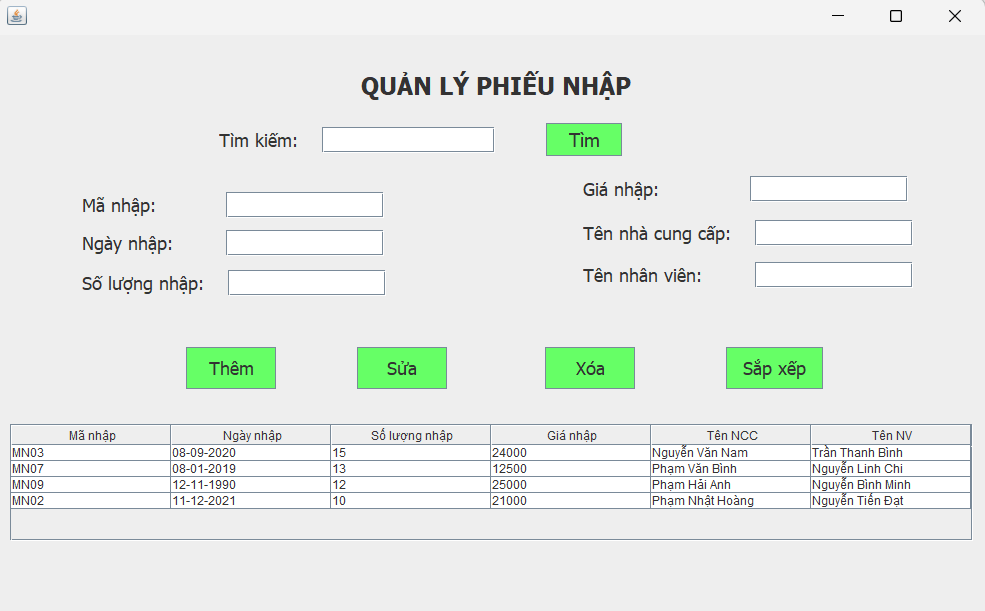 QUẢN LÝ PHIẾU NHẬP
Tìm kiếm: Tìm
Mã nhập: Giá nhập:
Ngày nhập: Tên nhà cung cấp:
Số lượng nhập: Tên nhân viên:
Thêm Sửa Xóa Sắp xếp
Mã nhập Ngày nhập Số lượng nhập Giá nhập Tên NCC Tên NV
MN03 08-09-2020 15 24000 Nguyễn Văn Nam Trần Thanh Bình
MN07 08-01-2019 13 12500 Phạm Văn Bình Nguyễn Linh Chi
MN09 12-11-1990 12 25000 Phạm Hải Anh Nguyễn Bình Minh
MN02 11-12-2021 10 21000 Phạm Nhật Hoàng Nguyễn Tiến Đạt